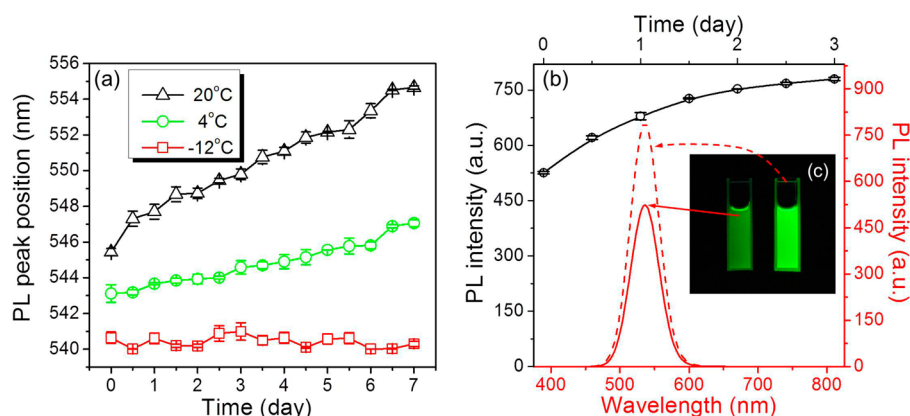 (a)
20°C
4°C
-12°C
556
554
552
550
548
546
544
542
540
PL peak position (nm)
0 1 2 3 4 5 6 7
Time (day)
Time (day)
0 1 2 3
(b)
750
600
450
300
150
0
PL intensity (a.u.)
(c)
900
750
600
450
300
150
0
PL intensity
(a.u.)
400 500 600 700 800
Wavelength (nm)